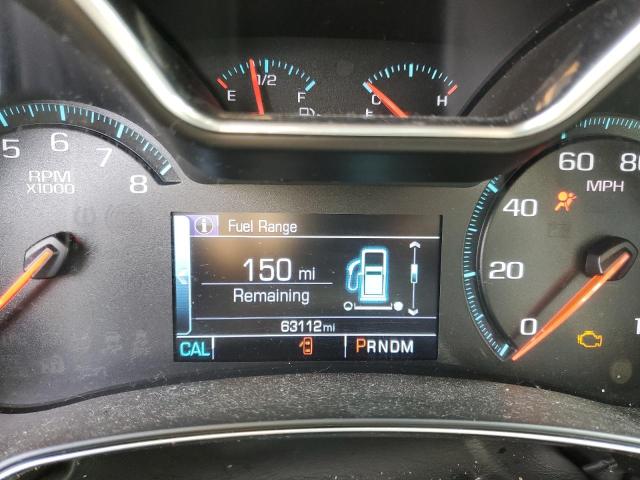 1/2
E F C H
5 6 7 8
RPM
X1000
i Fuel Range
150 mi
Remaining
63112mi
CAL PRNDM
0 20 40 60 80
MPH